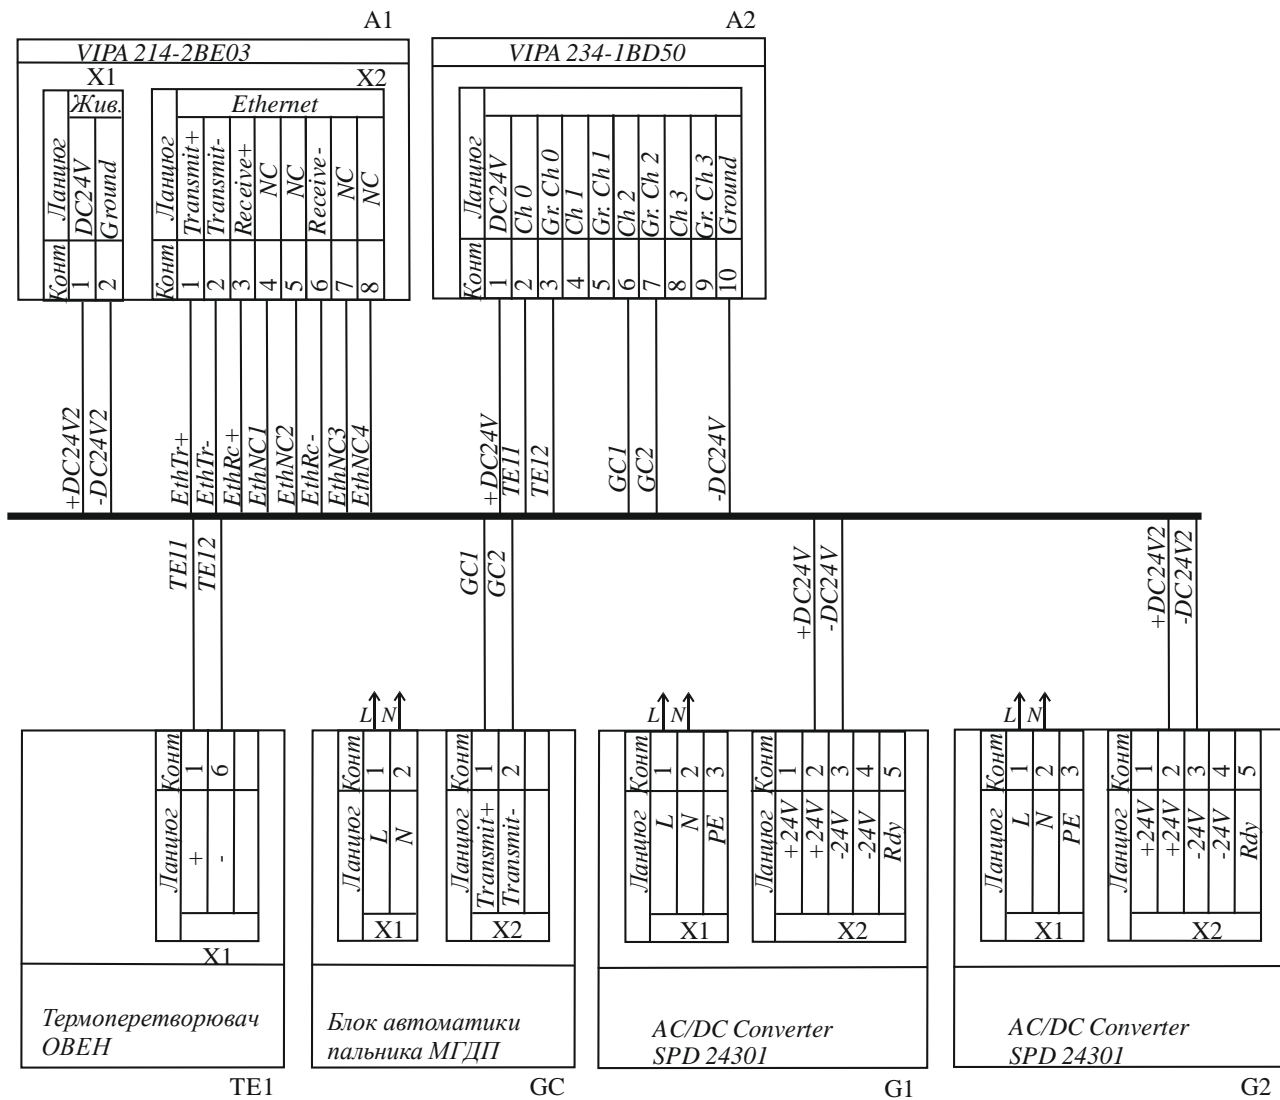 A1
A2
VIPA 214-2BE03
VIPA 234-1BD50
X1
X2
Жив.
Ethernet
Конт Ланцюг
1 DC24V
2 Ground
Конт Ланцюг
1 Transmit+
2 Transmit-
3 Receive+
4 NC
5 NC
6 Receive-
7 NC
8 NC
Конт Ланцюг
1 DC24V
2 Ch 0
3 Gr. Ch 0
4 Ch 1
5 Gr. Ch 1
6 Ch 2
7 Gr. Ch 2
8 Ch 3
9 Gr. Ch 3
10 Ground
+DC24V2
-DC24V2
EthTr+
EthTr-
EthRc+
EthNC1
EthNC2
EthRc-
EthNC3
EthNC4
+DC24V
TE11
TE12
GC1
GC2
-DC24V
TE11
TE12
GC1
GC2
+DC24V
-DC24V
+DC24V2
-DC24V2
L
N
L
N
L
N
Ланцюг Конт
+ 1
- 6
X1
Ланцюг Конт
L 1
N 2
X1
Ланцюг Конт
Transmit+ 1
Transmit- 2
X2
Ланцюг Конт
L 1
N 2
PE 3
X1
Ланцюг Конт
+24V 1
+24V 2
-24V 3
-24V 4
Rdy 5
X2
Ланцюг Конт
L 1
N 2
PE 3
X1
Ланцюг Конт
+24V 1
+24V 2
-24V 3
-24V 4
Rdy 5
X2
Термоперетворювач
ОВЕН
Блок автоматики
пальника МГДП
AC/DC Converter
SPD 24301
AC/DC Converter
SPD 24301
TE1
GC
G1
G2